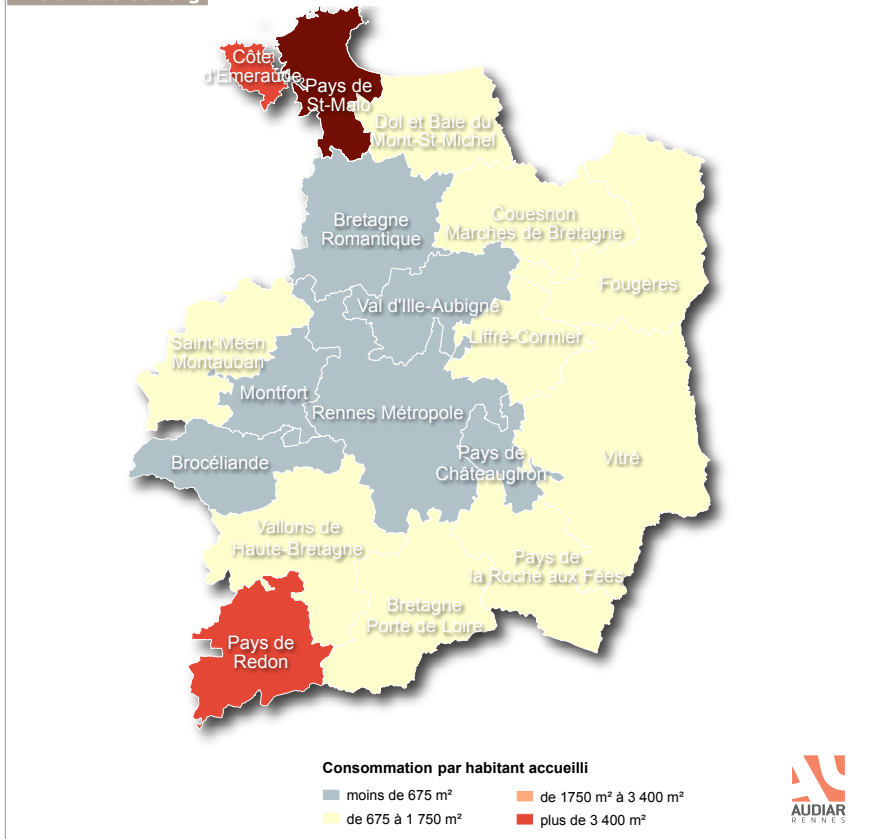 Côte
d'Emeraude
Pays de
St-Malo
Dol et Baie du
Mont-St-Michel
Bretagne
Romantique
Couesnon
Marches de Bretagne
Fougères
Val d'Ille-Aubigné
Liffré-Cormier
Saint-Méen
Montauban
Montfort
Rennes Métropole
Brocéliande
Pays de
Châteaugiron
Vitré
Vallons de
Haute-Bretagne
Pays de
la Roche aux Fées
Bretagne
Porte de Loire
Pays de
Redon
Consommation par habitant accueilli
moins de 675 m²
de 675 à 1 750 m²
de 1750 m² à 3 400 m²
plus de 3 400 m²
AUDIAR
RENNES